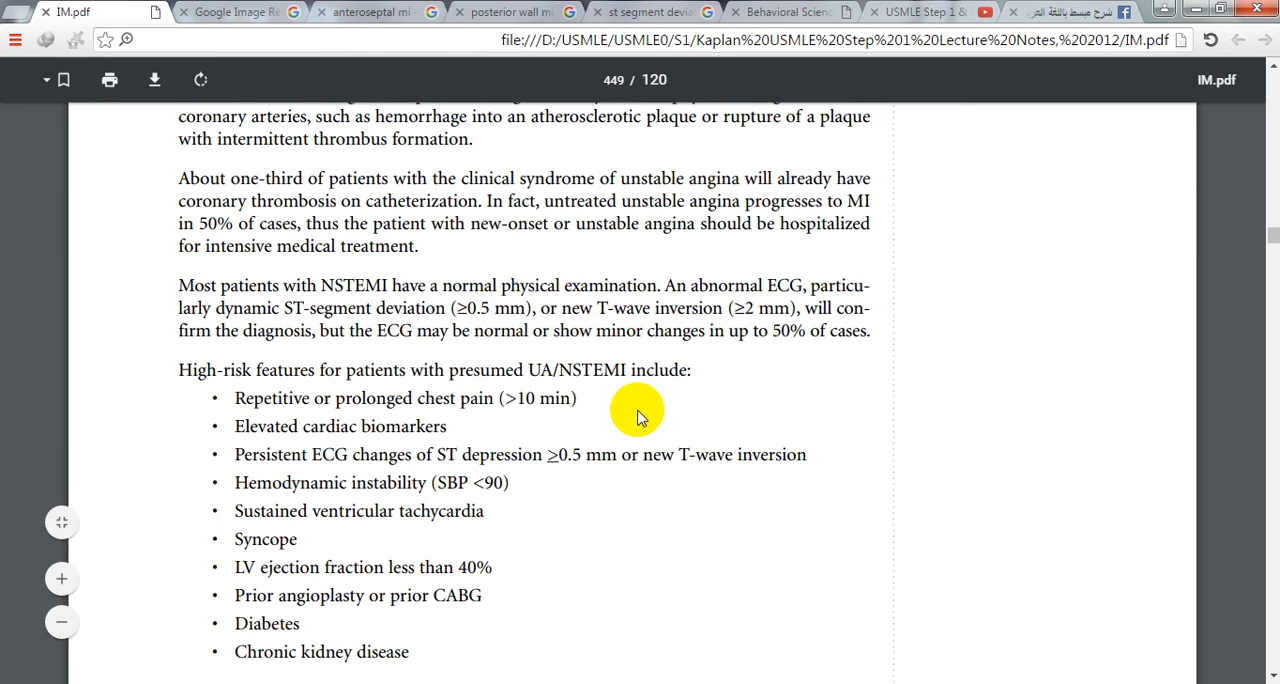 IM.pdf
Google Image Re
anteroseptal mi -
posterior wall m
st segment devia
Behavioral Scienc
USMLE Step 1 &
شرح مبسط باللغة العر
file:///D:/USMLE/USMLE0/S1/Kaplan%20USMLE%20Step%201%20Lecture%20Notes,%202012/IM.pdf
449 / 120
IM.pdf
coronary arteries, such as hemorrhage into an atherosclerotic plaque or rupture of a plaque
with intermittent thrombus formation.
About one-third of patients with the clinical syndrome of unstable angina will already have
coronary thrombosis on catheterization. In fact, untreated unstable angina progresses to MI
in 50% of cases, thus the patient with new-onset or unstable angina should be hospitalized
for intensive medical treatment.
Most patients with NSTEMI have a normal physical examination. An abnormal ECG, particu-
larly dynamic ST-segment deviation (≥0.5 mm), or new T-wave inversion (≥2 mm), will con-
firm the diagnosis, but the ECG may be normal or show minor changes in up to 50% of cases.
High-risk features for patients with presumed UA/NSTEMI include:
• Repetitive or prolonged chest pain (>10 min)
• Elevated cardiac biomarkers
• Persistent ECG changes of ST depression ≥0.5 mm or new T-wave inversion
• Hemodynamic instability (SBP <90)
• Sustained ventricular tachycardia
• Syncope
• LV ejection fraction less than 40%
• Prior angioplasty or prior CABG
• Diabetes
• Chronic kidney disease